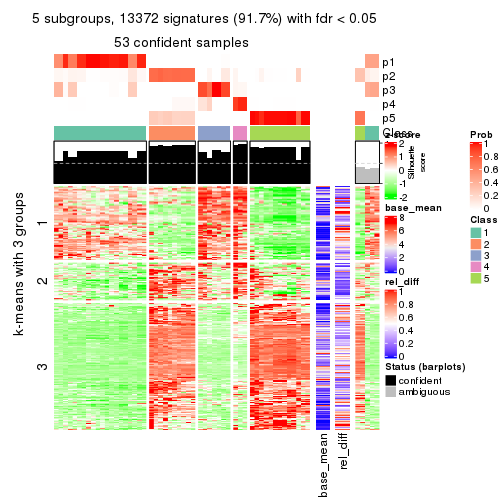 5 subgroups, 13372 signatures (91.7%) with fdr < 0.05
53 confident samples
p1
p2
p3
p4
p5
Class
Silhouette
score
1
2
3
k-means with 3 groups
base_mean
rel_diff
z-score
2
1
0
-1
-2
base_mean
8
6
4
2
0
rel_diff
1
0.8
0.6
0.4
0.2
0
Status (barplots)
confident
ambiguous
Prob
1
0.8
0.6
0.4
0.2
0
Class
1
2
3
4
5